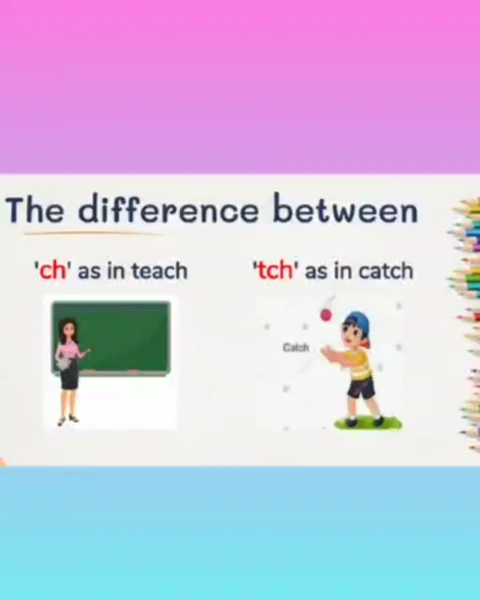 The difference between
'ch' as in teach
'tch' as in catch
Catch